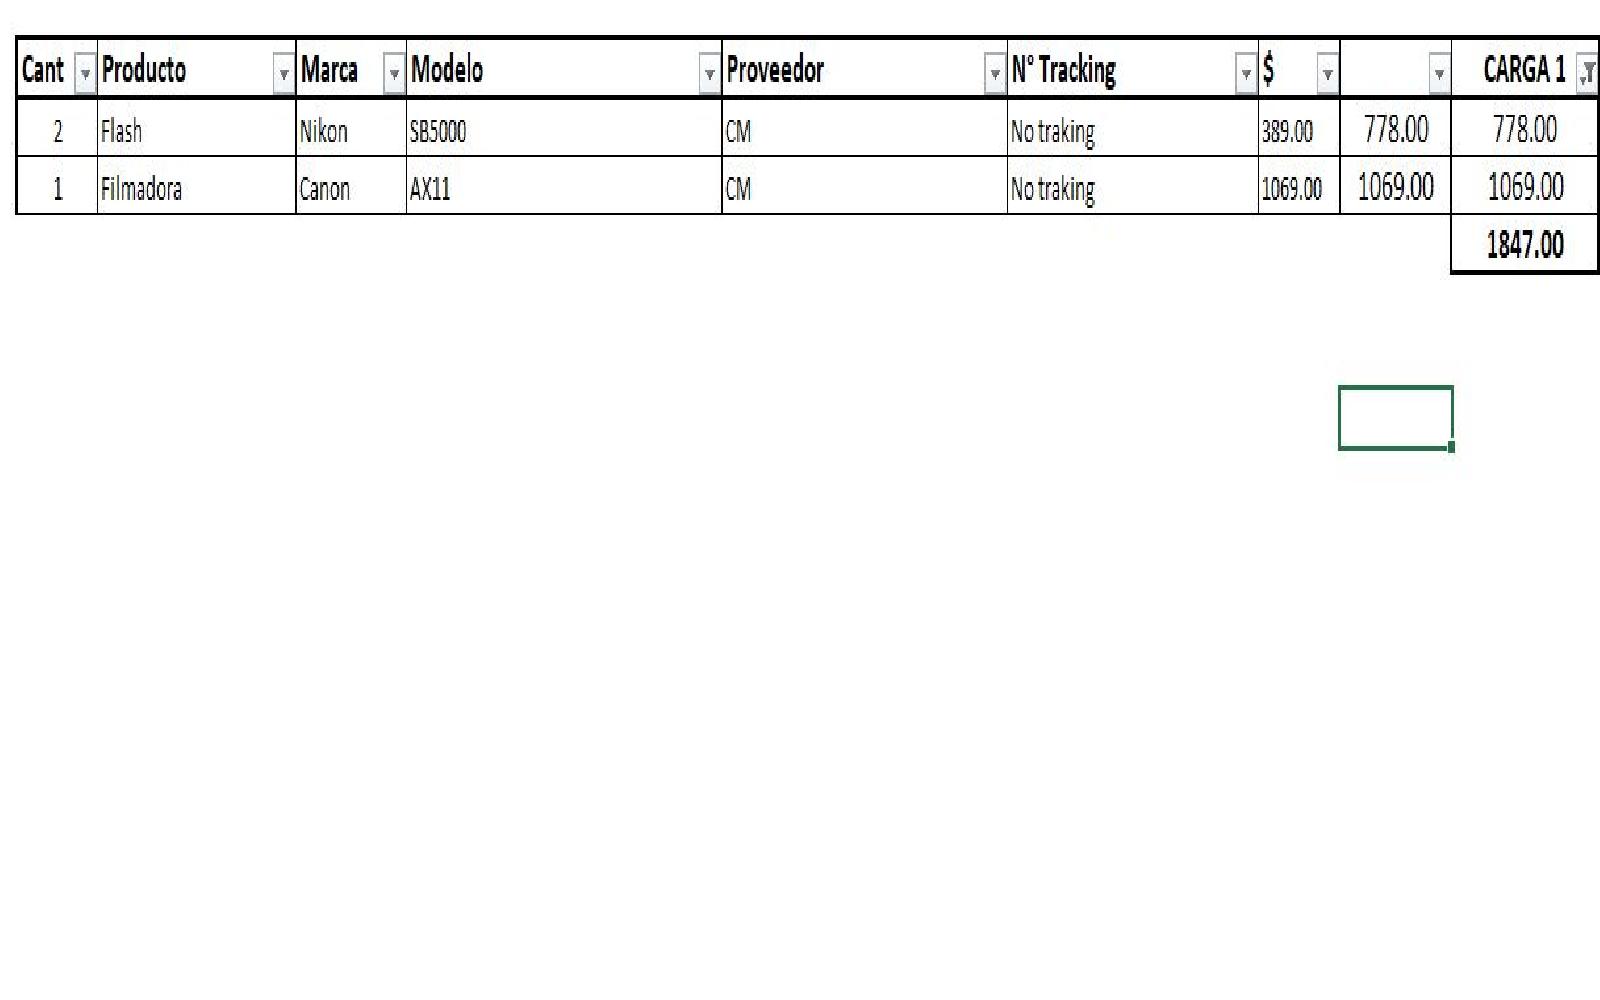 Cant Producto Marca Modelo Proveedor N° Tracking $ CARGA 1
2 Flash Nikon SB5000 CM No traking 389.00 778.00 778.00
1 Filmadora Canon AX11 CM No traking 1069.00 1069.00 1069.00
1847.00